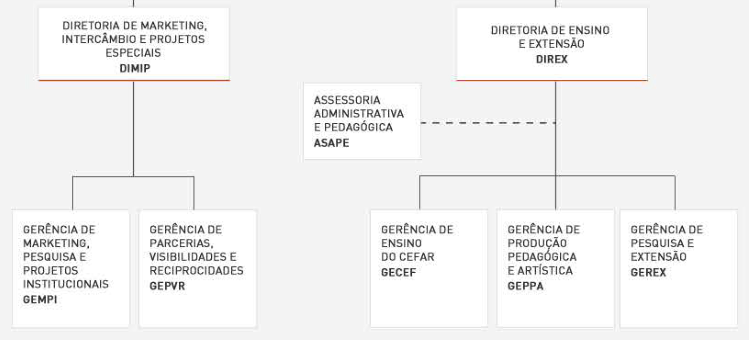 DIRETORIA DE MARKETING,
INTERCÂMBIO E PROJETOS
ESPECIAIS
DIMIP
DIRETORIA DE ENSINO
E EXTENSÃO
DIREX
ASSESSORIA
ADMINISTRATIVA
E PEDAGÓGICA
ASAPE
GERÊNCIA DE
MARKETING,
PESQUISA E
PROJETOS
INSTITUCIONAIS
GEMPI
GERÊNCIA DE
PARCERIAS,
VISIBILIDADES E
RECIPROCIDADES
GEPVR
GERÊNCIA DE
ENSINO
DO CEFAR
GECEF
GERÊNCIA DE
PRODUÇÃO
PEDAGÓGICA
E ARTÍSTICA
GEPPA
GERÊNCIA DE
PESQUISA E
EXTENSÃO
GEREX